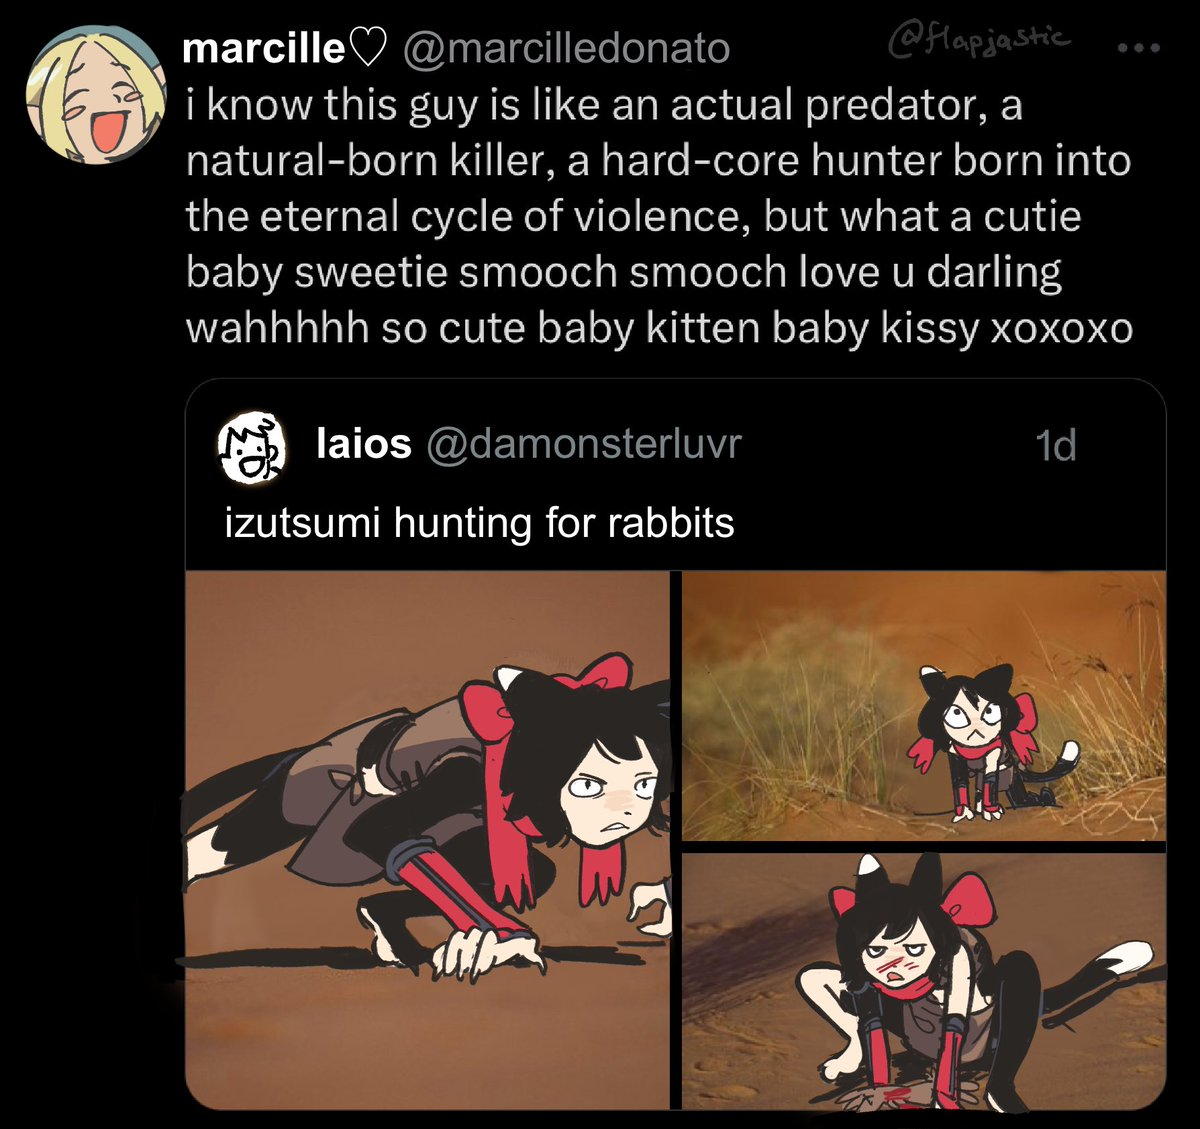 marcille♡ @marcilledonato
@flapjastic
i know this guy is like an actual predator, a
natural-born killer, a hard-core hunter born into
the eternal cycle of violence, but what a cutie
baby sweetie smooch smooch love u darling
wahhhhh so cute baby kitten baby kissy xoxoxo
laios @damonsterluvr 1d
izutsumi hunting for rabbits